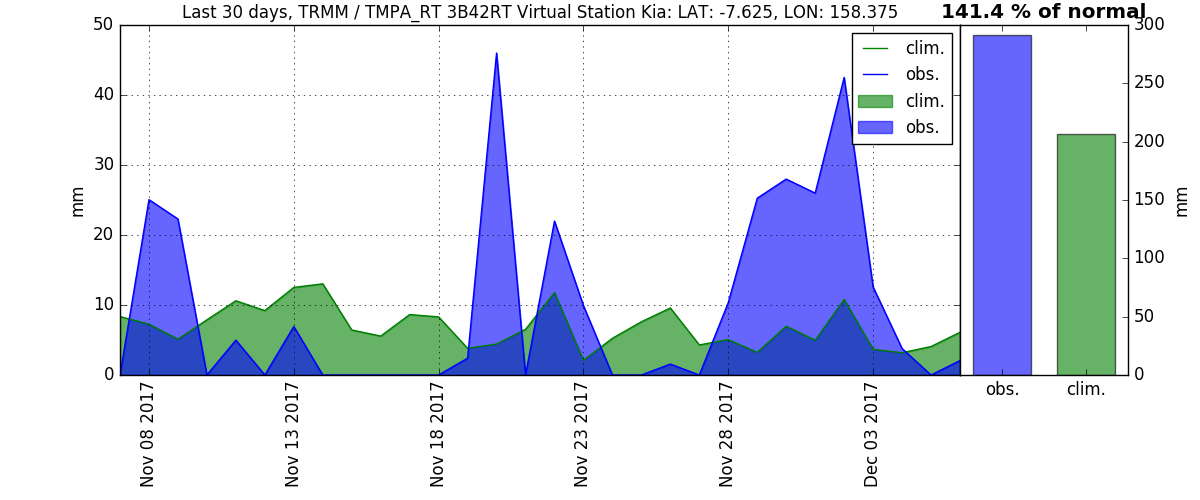 Last 30 days, TRMM / TMPA_RT 3B42RT Virtual Station Kia: LAT: -7.625, LON: 158.375
141.4 % of normal
50
40
30
20
10
0
mm
clim.
obs.
clim.
obs.
Nov 08 2017
Nov 13 2017
Nov 18 2017
Nov 23 2017
Nov 28 2017
Dec 03 2017
300
250
200
150
100
50
0
mm
obs.
clim.